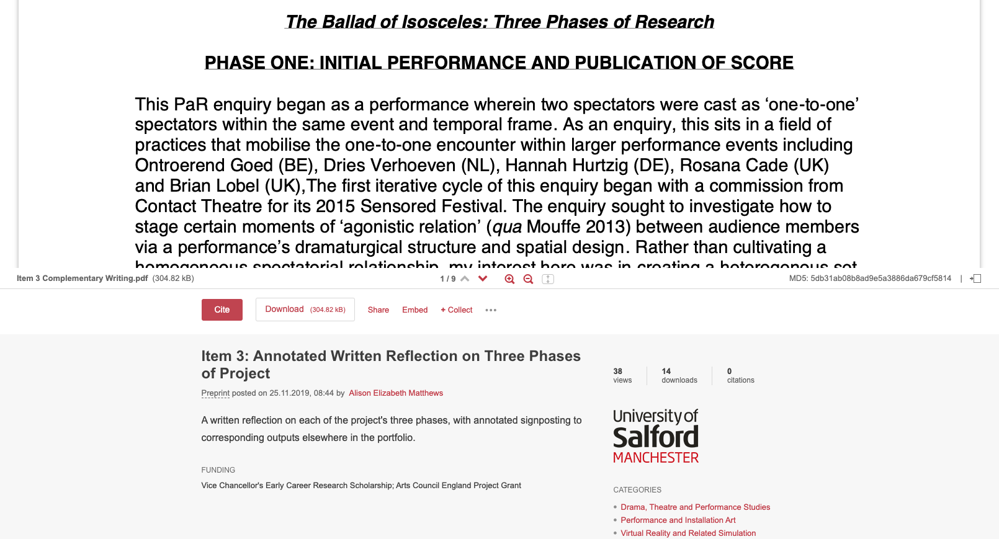 The Ballad of Isosceles: Three Phases of Research
PHASE ONE: INITIAL PERFORMANCE AND PUBLICATION OF SCORE
This PaR enquiry began as a performance wherein two spectators were cast as ‘one-to-one’
spectators within the same event and temporal frame. As an enquiry, this sits in a field of
practices that mobilise the one-to-one encounter within larger performance events including
Ontroerend Goed (BE), Dries Verhoeven (NL), Hannah Hurtzig (DE), Rosana Cade (UK)
and Brian Lobel (UK),The first iterative cycle of this enquiry began with a commission from
Contact Theatre for its 2015 Sensored Festival. The enquiry sought to investigate how to
stage certain moments of ‘agonistic relation’ (qua Mouffe 2013) between audience members
via a performance’s dramaturgical structure and spatial design. Rather than cultivating a
homogeneous spectatorial relationship, my interest here was in creating a heterogenous set
Item 3 Complementary Writing.pdf (304.82 kB)
1 / 9
MD5: 5db31ab08b8ad9e5a3886da679cf5814 |
Cite
Download (304.82 kB)
Share
Embed
+ Collect
Item 3: Annotated Written Reflection on Three Phases
of Project
Preprint posted on 25.11.2019, 08:44 by Alison Elizabeth Matthews
A written reflection on each of the project's three phases, with annotated signposting to
corresponding outputs elsewhere in the portfolio.
FUNDING
Vice Chancellor's Early Career Research Scholarship; Arts Council England Project Grant
38
views
14
downloads
0
citations
University of
Salford
MANCHESTER
CATEGORIES
• Drama, Theatre and Performance Studies
• Performance and Installation Art
• Virtual Reality and Related Simulation